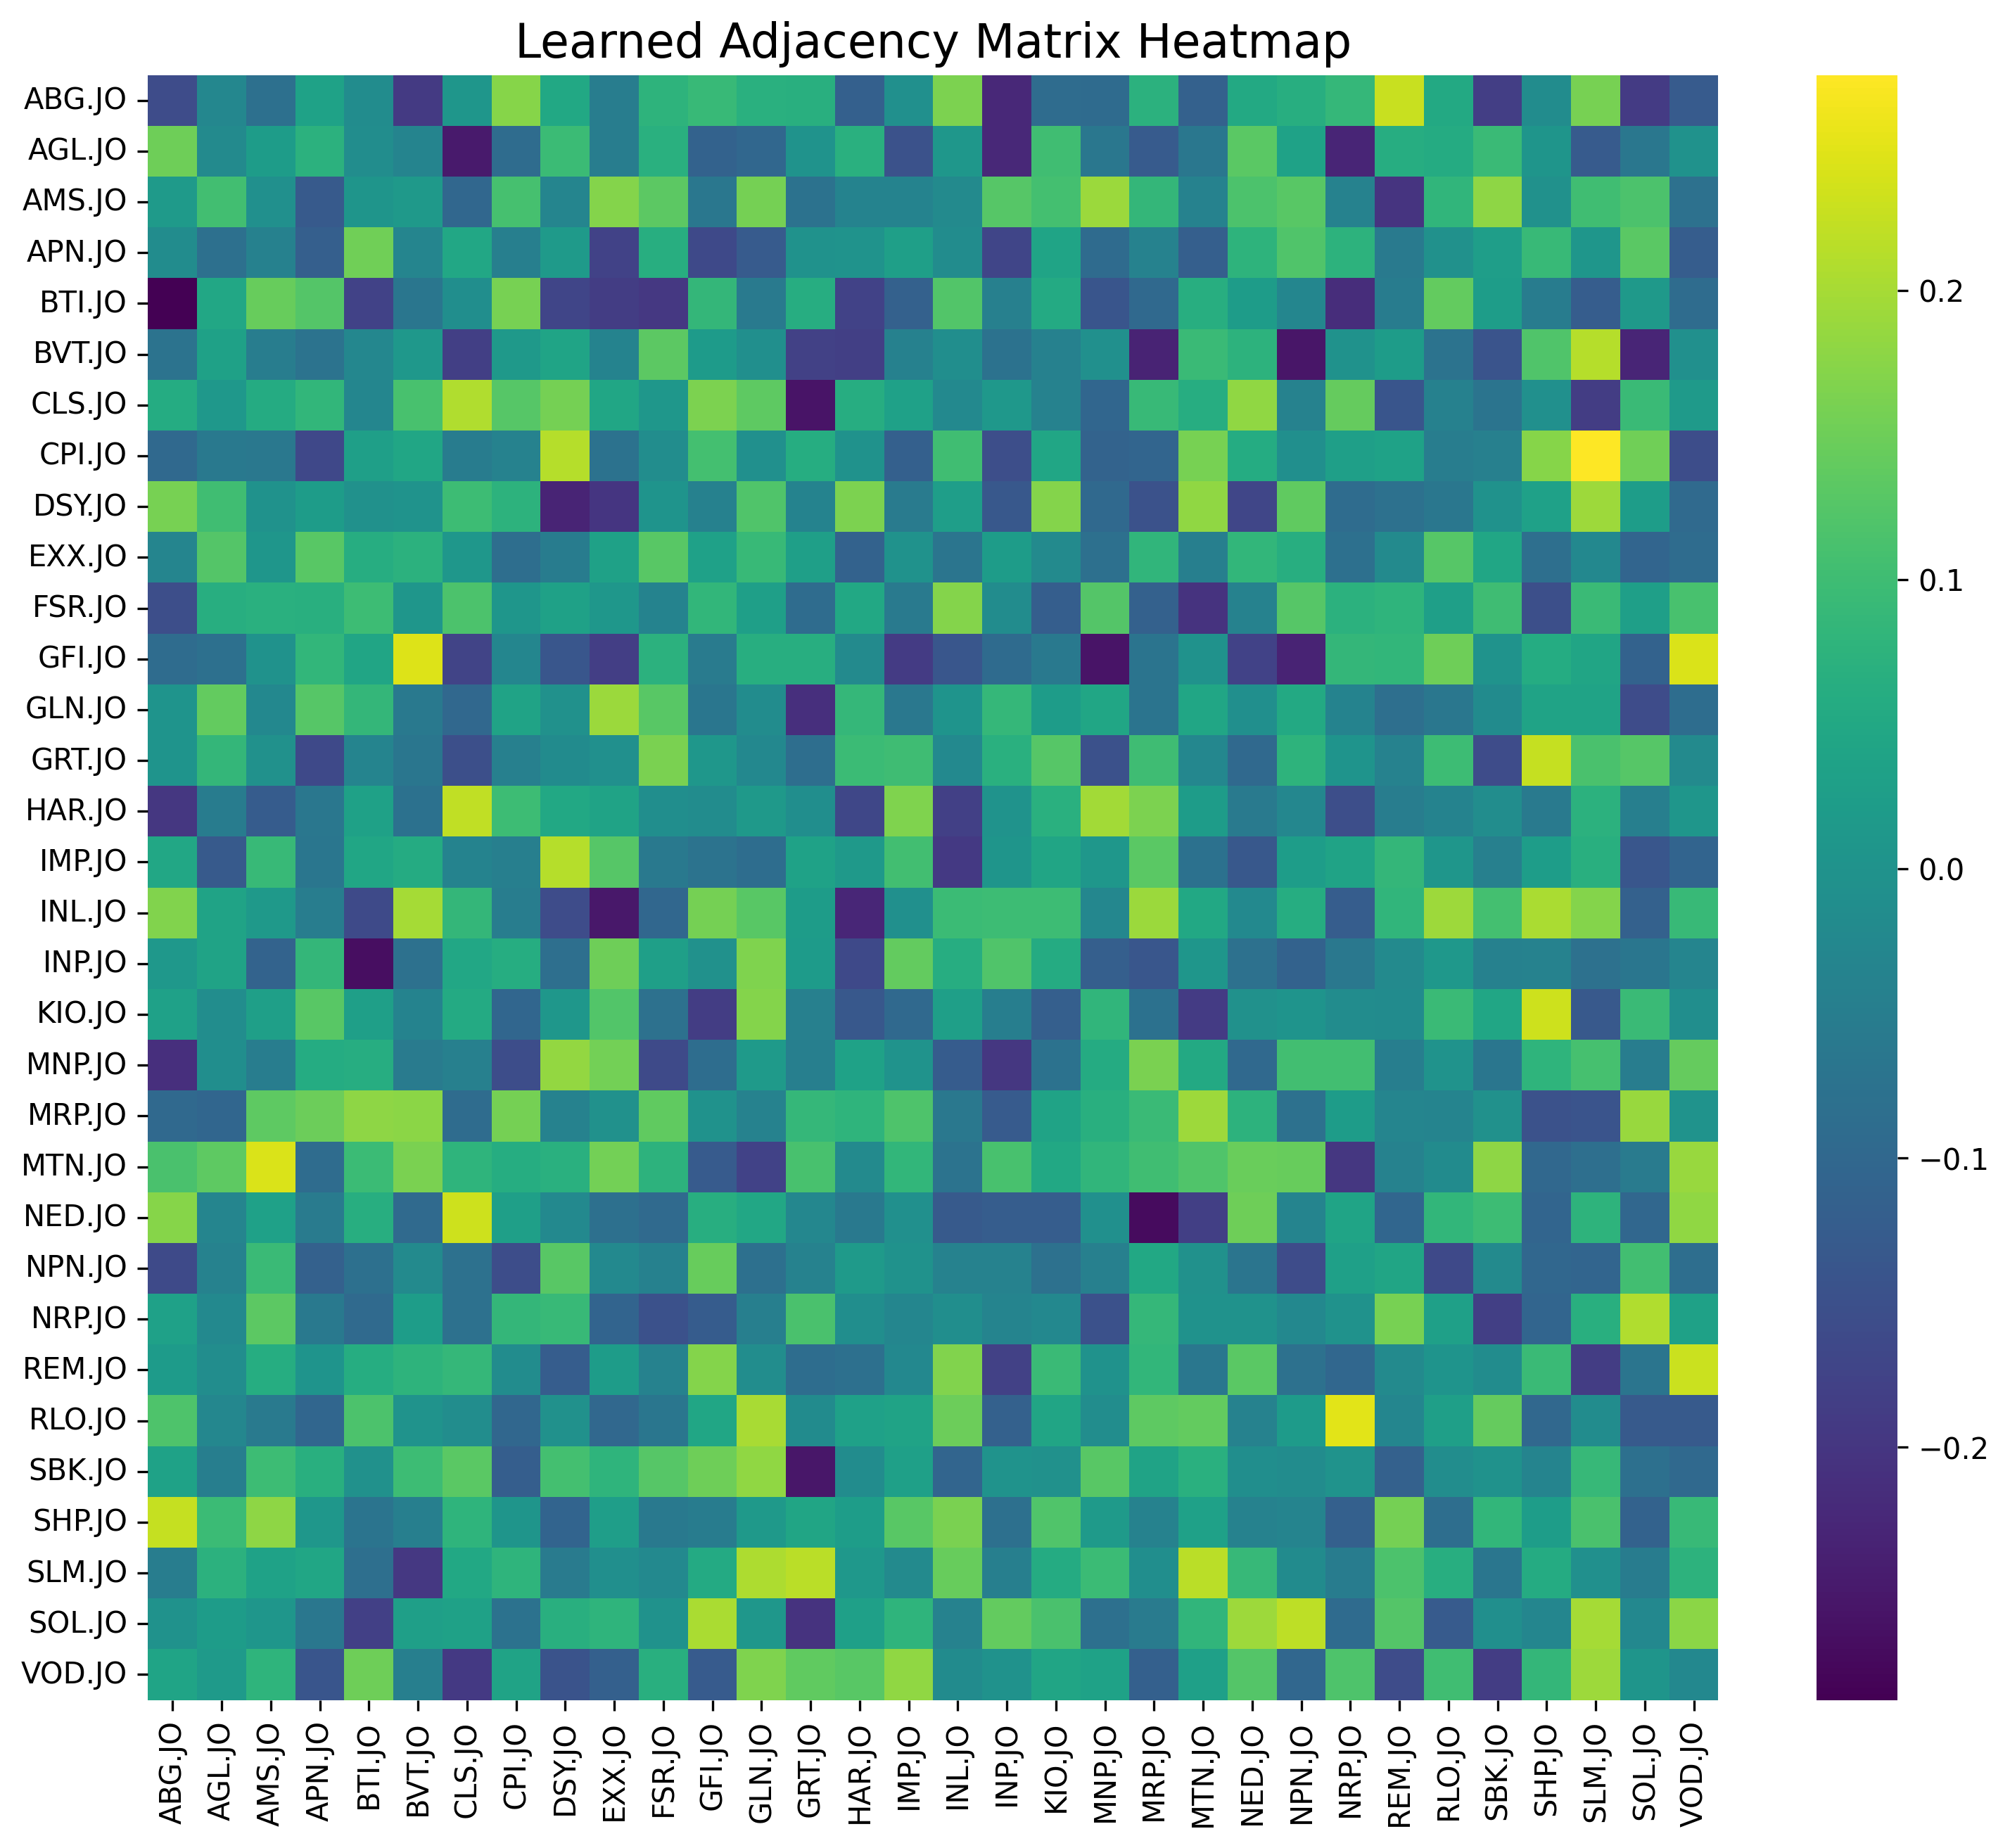 Learned Adjacency Matrix Heatmap
ABG.JO
AGL.JO
AMS.JO
APN.JO
BTI.JO
BVT.JO
CLS.JO
CPI.JO
DSY.JO
EXX.JO
FSR.JO
GFI.JO
GLN.JO
GRT.JO
HAR.JO
IMP.JO
INL.JO
INP.JO
KIO.JO
MNP.JO
MRP.JO
MTN.JO
NED.JO
NPN.JO
NRP.JO
REM.JO
RLO.JO
SBK.JO
SHP.JO
SLM.JO
SOL.JO
VOD.JO
ABG.JO AGL.JO AMS.JO APN.JO BTI.JO BVT.JO CLS.JO CPI.JO DSY.JO EXX.JO FSR.JO GFI.JO GLN.JO GRT.JO HAR.JO IMP.JO INL.JO INP.JO KIO.JO MNP.JO MRP.JO MTN.JO NED.JO NPN.JO NRP.JO REM.JO RLO.JO SBK.JO SHP.JO SLM.JO SOL.JO VOD.JO
0.2
0.1
0.0
−0.1
−0.2